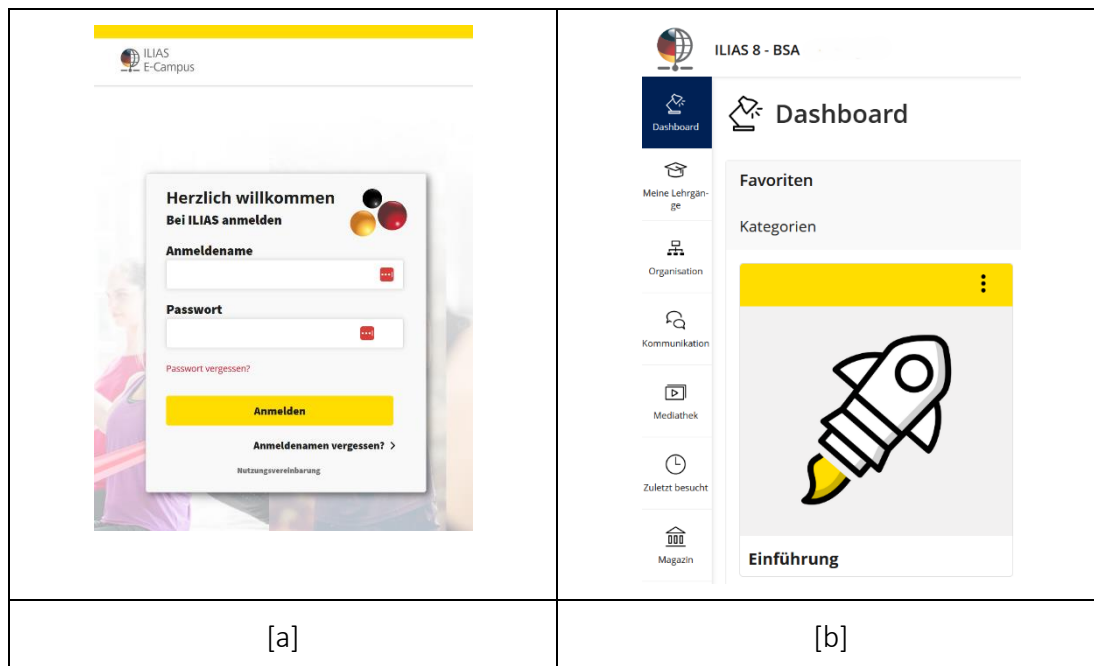 ILIAS
E-Campus
Herzlich willkommen
Bei ILIAS anmelden
Anmeldename
Passwort
Passwort vergessen?
Anmelden
Anmeldenamen vergessen? >
Nutzungsvereinbarung
[a]
ILIAS 8 - BSA
Dashboard
Dashboard
Meine Lehrgän-
ge
Organisation
Kommunikation
Mediathek
Zuletzt besucht
Magazin
Favoriten
Kategorien
Einführung
[b]